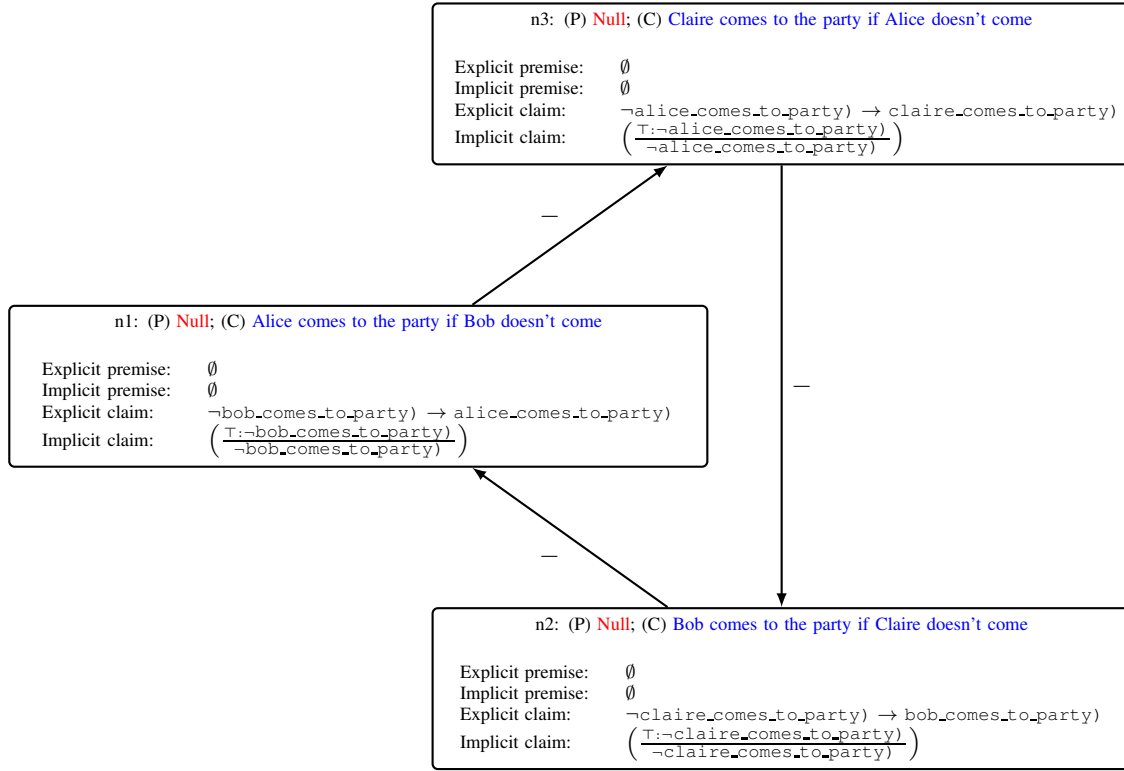 n3: (P) Null; (C) Claire comes to the party if Alice doesn't come
Explicit premise: ∅
Implicit premise: ∅
Explicit claim: ¬alice_comes_to_party) → claire_comes_to_party)
Implicit claim: (⊤:¬alice_comes_to_party)
¬alice_comes_to_party))
—
n1: (P) Null; (C) Alice comes to the party if Bob doesn't come
Explicit premise: ∅
Implicit premise: ∅
Explicit claim: ¬bob_comes_to_party) → alice_comes_to_party)
Implicit claim: (⊤:¬bob_comes_to_party)
¬bob_comes_to_party))
—
—
n2: (P) Null; (C) Bob comes to the party if Claire doesn't come
Explicit premise: ∅
Implicit premise: ∅
Explicit claim: ¬claire_comes_to_party) → bob_comes_to_party)
Implicit claim: (⊤:¬claire_comes_to_party)
¬claire_comes_to_party))